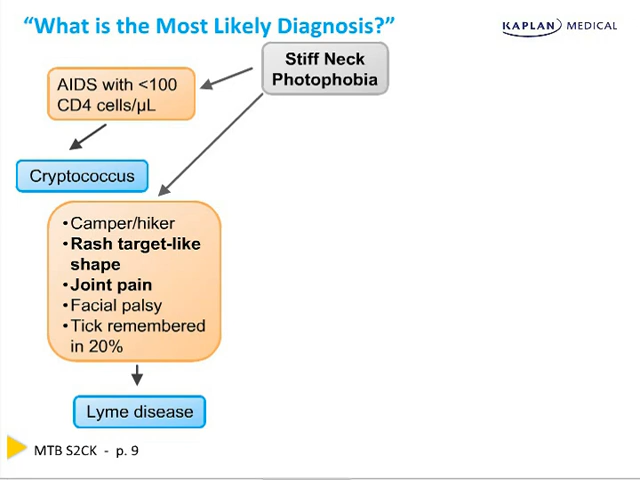 “What is the Most Likely Diagnosis?”
KAPLAN MEDICAL
Stiff Neck
Photophobia
AIDS with <100
CD4 cells/µL
Cryptococcus
•Camper/hiker
•Rash target-like
shape
•Joint pain
•Facial palsy
•Tick remembered
in 20%
Lyme disease
MTB S2CK - p. 9